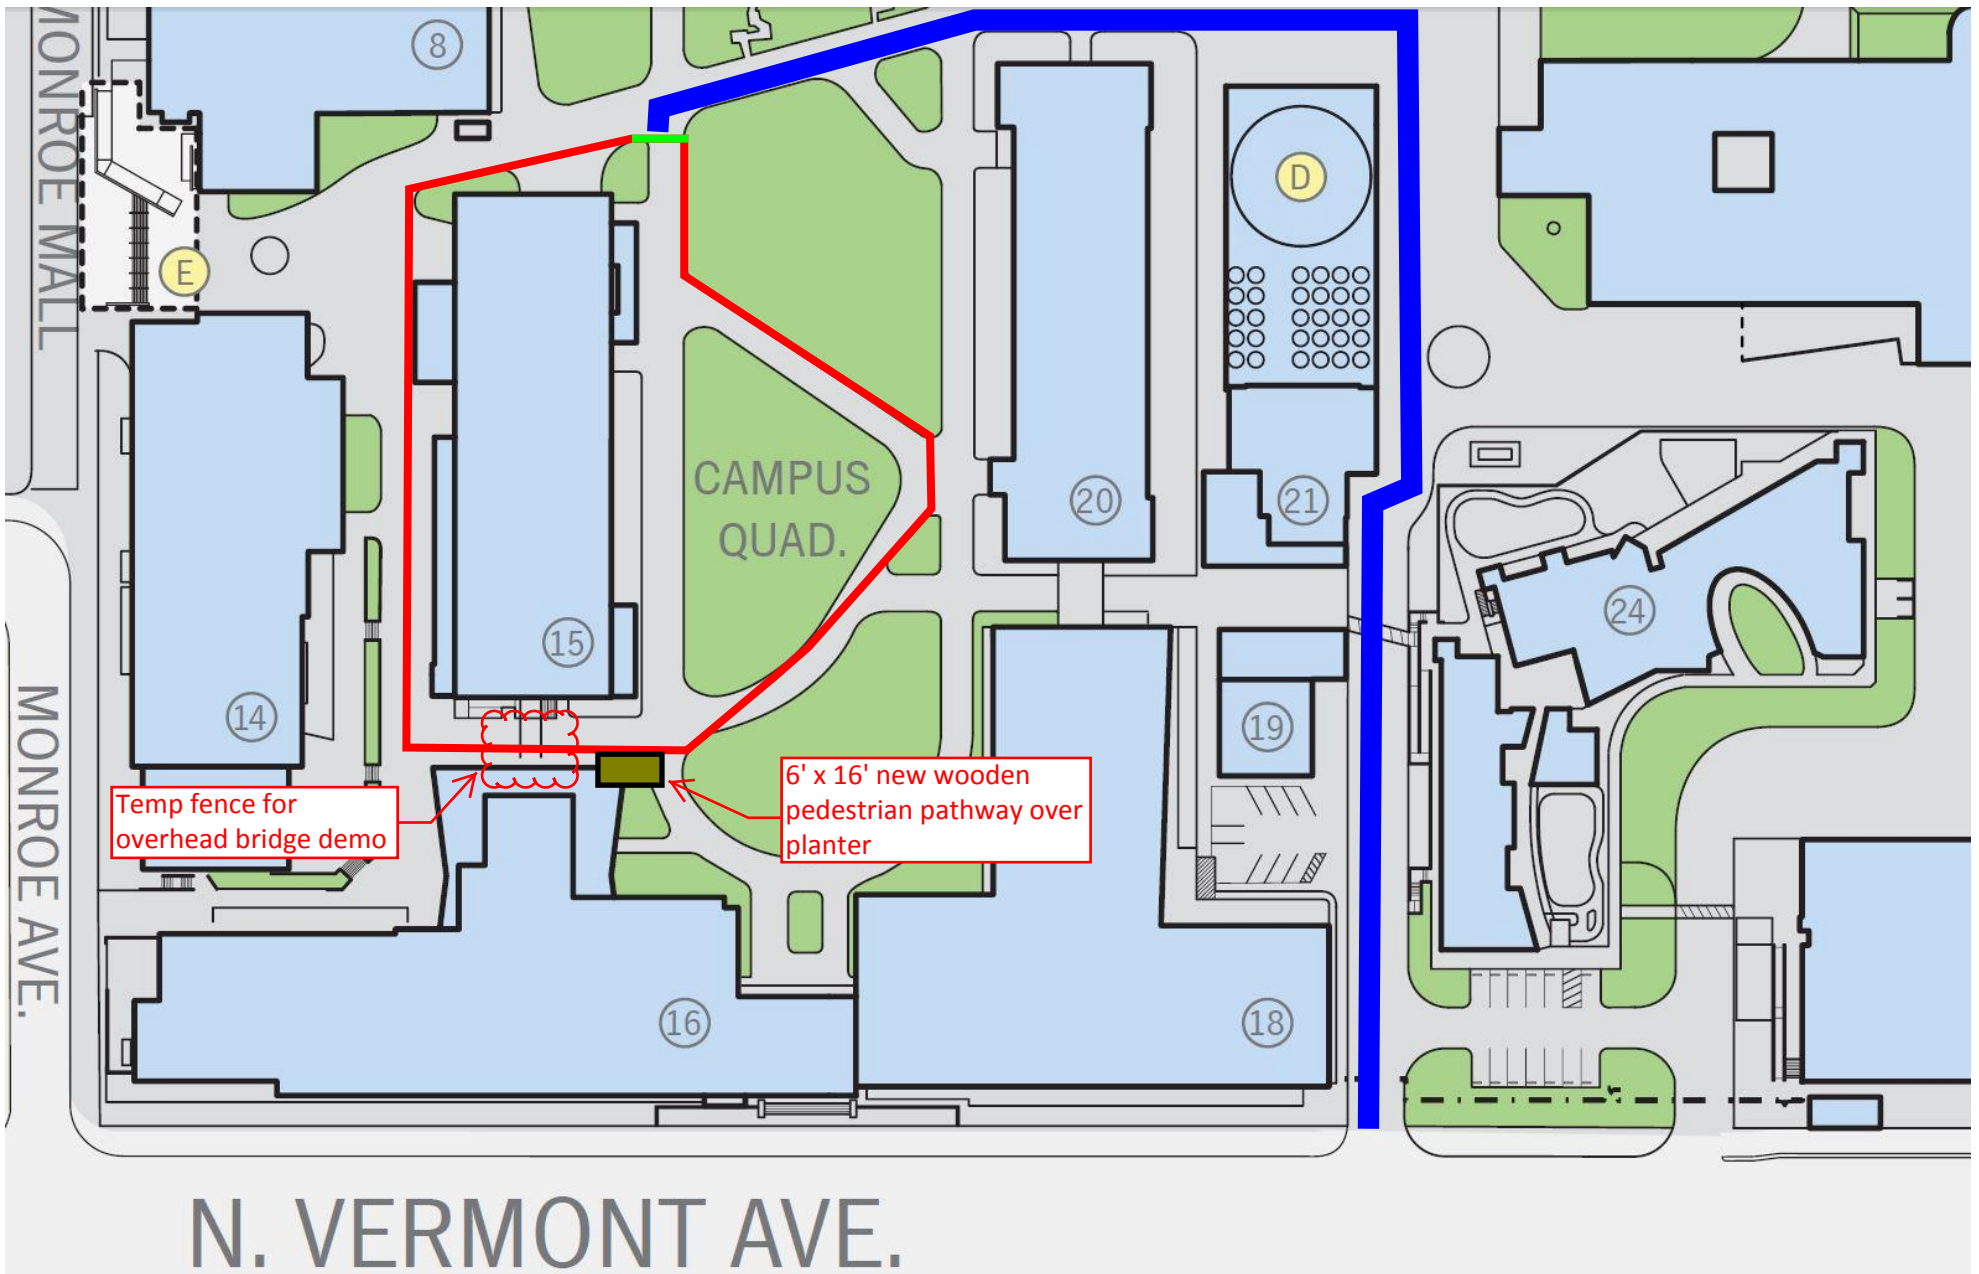 MONROE MALL
8
D
E
CAMPUS
QUAD.
20
21
24
15
14
19
Temp fence for
overhead bridge demo
6' x 16' new wooden
pedestrian pathway over
planter
MONROE AVE.
16
18
N. VERMONT AVE.